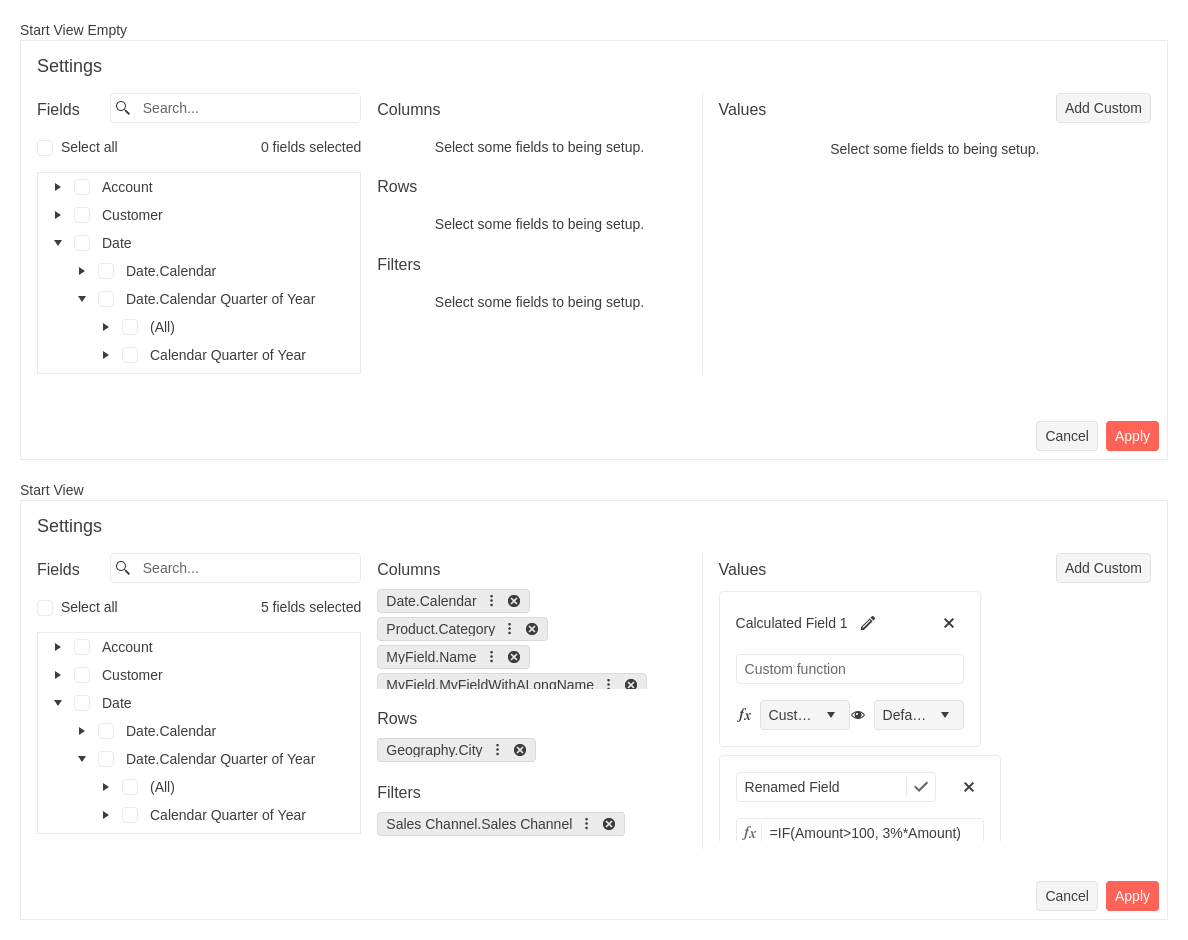 Start View Empty
Settings
Fields
Search...
Select all
0 fields selected
Account
Customer
Date
Date.Calendar
Date.Calendar Quarter of Year
(All)
Calendar Quarter of Year
Columns
Select some fields to being setup.
Rows
Select some fields to being setup.
Filters
Select some fields to being setup.
Values
Add Custom
Select some fields to being setup.
Cancel
Apply
Start View
Settings
Fields
Search...
Select all
5 fields selected
Account
Customer
Date
Date.Calendar
Date.Calendar Quarter of Year
(All)
Calendar Quarter of Year
Columns
Date.Calendar
Product.Category
MyField.Name
MyField.MyFieldWithALongName
Rows
Geography.City
Filters
Sales Channel.Sales Channel
Values
Add Custom
Calculated Field 1
Custom function
fx Cust... Defa...
Renamed Field
fx =IF(Amount>100, 3%*Amount)
Cancel
Apply